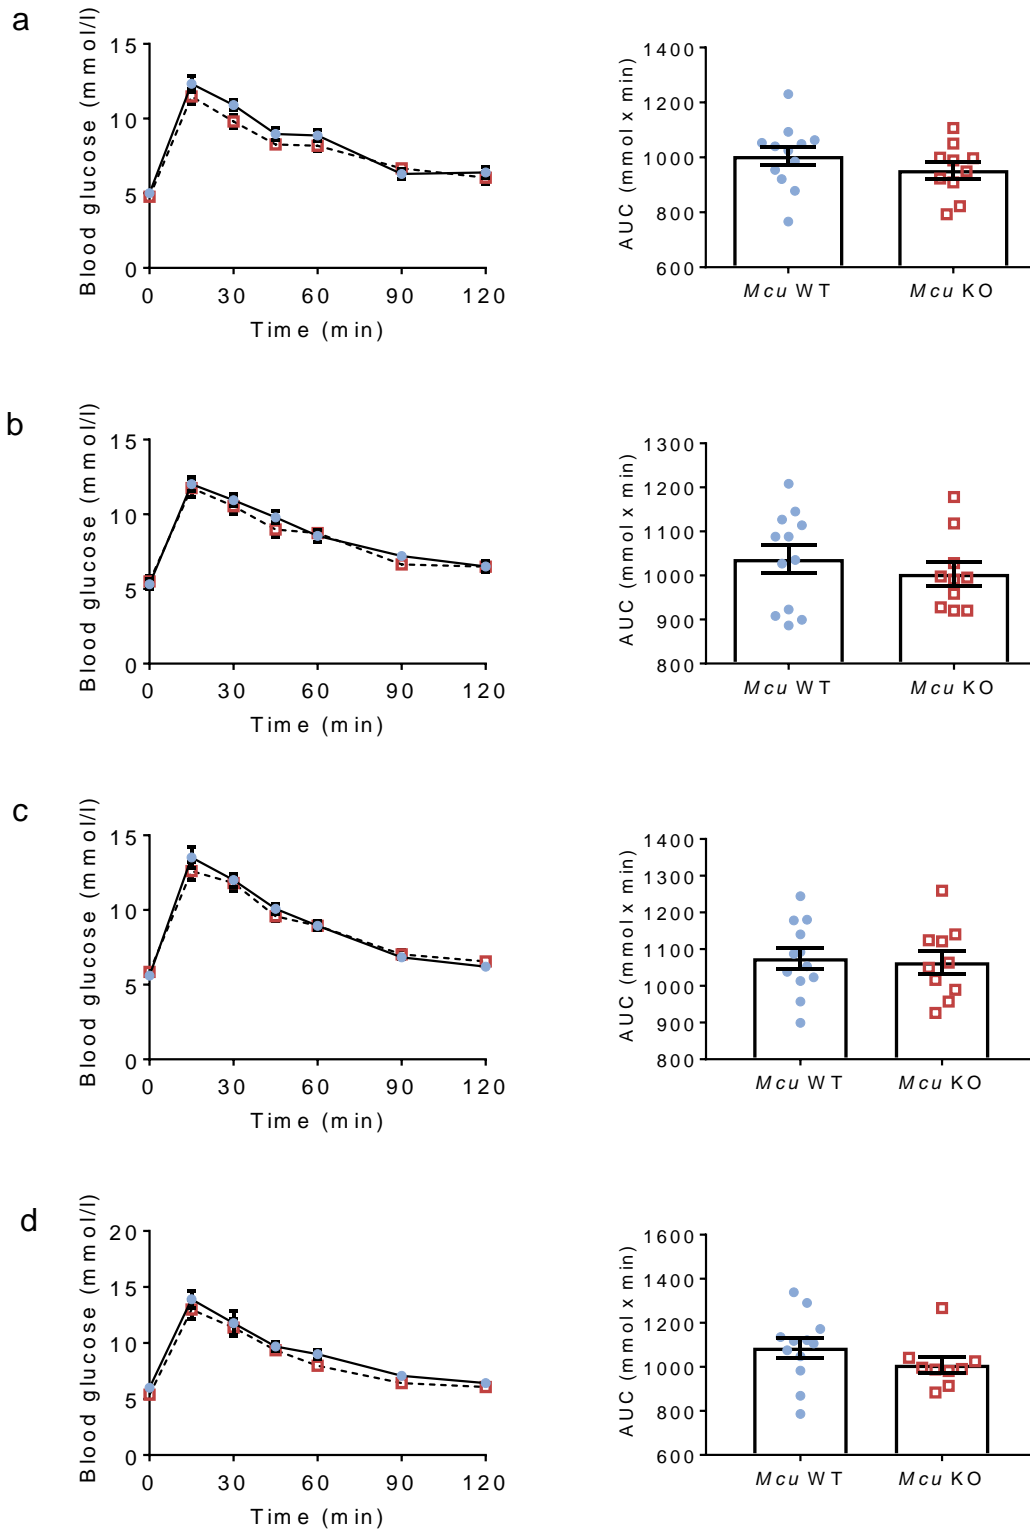 a
Blood glucose (mmol/l)
15
10
5
0
0 30 60 90 120
Time (min)
AUC (mmol x min)
1400
1200
1000
800
600
Mcu WT Mcu KO
b
Blood glucose (mmol/l)
15
10
5
0
0 30 60 90 120
Time (min)
AUC (mmol x min)
1300
1200
1100
1000
900
800
Mcu WT Mcu KO
c
Blood glucose (mmol/l)
15
10
5
0
0 30 60 90 120
Time (min)
AUC (mmol x min)
1400
1300
1200
1100
1000
900
800
Mcu WT Mcu KO
d
Blood glucose (mmol/l)
20
15
10
5
0
0 30 60 90 120
Time (min)
AUC (mmol x min)
1600
1400
1200
1000
800
600
Mcu WT Mcu KO